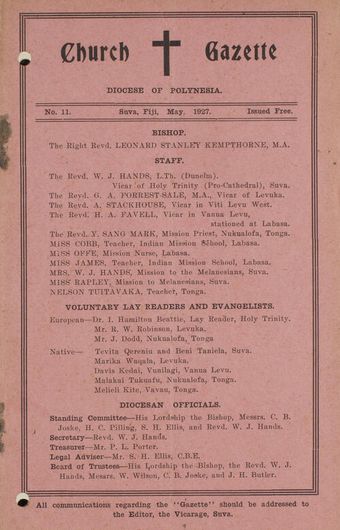 Church Gazette
DIOCESE OF POLYNESIA.
No. 11. Suva, Fiji, May, 1927. Issued Free.
BISHOP.
The Right Revd. LEONARD STANLEY KEMPTHORNE, M.A.
STAFF.
The Revd. W. J. HANDS, L.Th. (Dunelm).
Vicar of Holy Trinity (Pro-Cathedral), Suva.
The Revd. G. A. FORREST-SALE, M.A., Vicar of Levuka.
The Revd. A. STACKHOUSE, Vicar in Viti Levu West.
The Revd. H. A. FAVELL, Vicar in Vanua Levu,
stationed at Labasa.
The Revd. Y. SANG MARK, Mission Priest, Nukualofa, Tonga.
MISS COBB, Teacher, Indian Mission School, Labasa.
MISS OFFE, Mission Nurse, Labasa.
MISS JAMES, Teacher, Indian Mission School, Labasa.
MRS. W. J. HANDS, Mission to the Melanesians, Suva.
MISS RAPLEY, Mission to Melanesians, Suva.
NELSON TUITAVAKA, Teacher, Tonga.
VOLUNTARY LAY READERS AND EVANGELISTS.
European—Dr. I. Hamilton Beattie, Lay Reader, Holy Trinity.
Mr. R. W. Robinson, Levuka.
Mr. J. Dodd, Nukualofa, Tonga
Native— Tevita Qereniu and Beni Taniela, Suva.
Marika Waqala, Levuka.
Davis Kedai, Vunilagi, Vanua Levu.
Malakai Tukuafu, Nukualofa, Tonga.
Melieli Kite, Vavau, Tonga.
DIOCESAN OFFICIALS.
Standing Committee—His Lordship the Bishop, Messrs. C. B.
Joske, H. C. Pilling, S. H. Ellis, and Revd. W. J. Hands.
Secretary—Revd. W. J. Hands.
Treasurer—Mr. P. L. Porter.
Legal Adviser—Mr. S. H. Ellis, C.B.E.
Board of Trustees—His Lordship the Bishop, the Revd. W. J.
Hands, Messrs. W. Wilson, C. B. Joske, and J. H. Butler.
All communications regarding the "Gazette" should be addressed to
the Editor, the Vicarage, Suva.